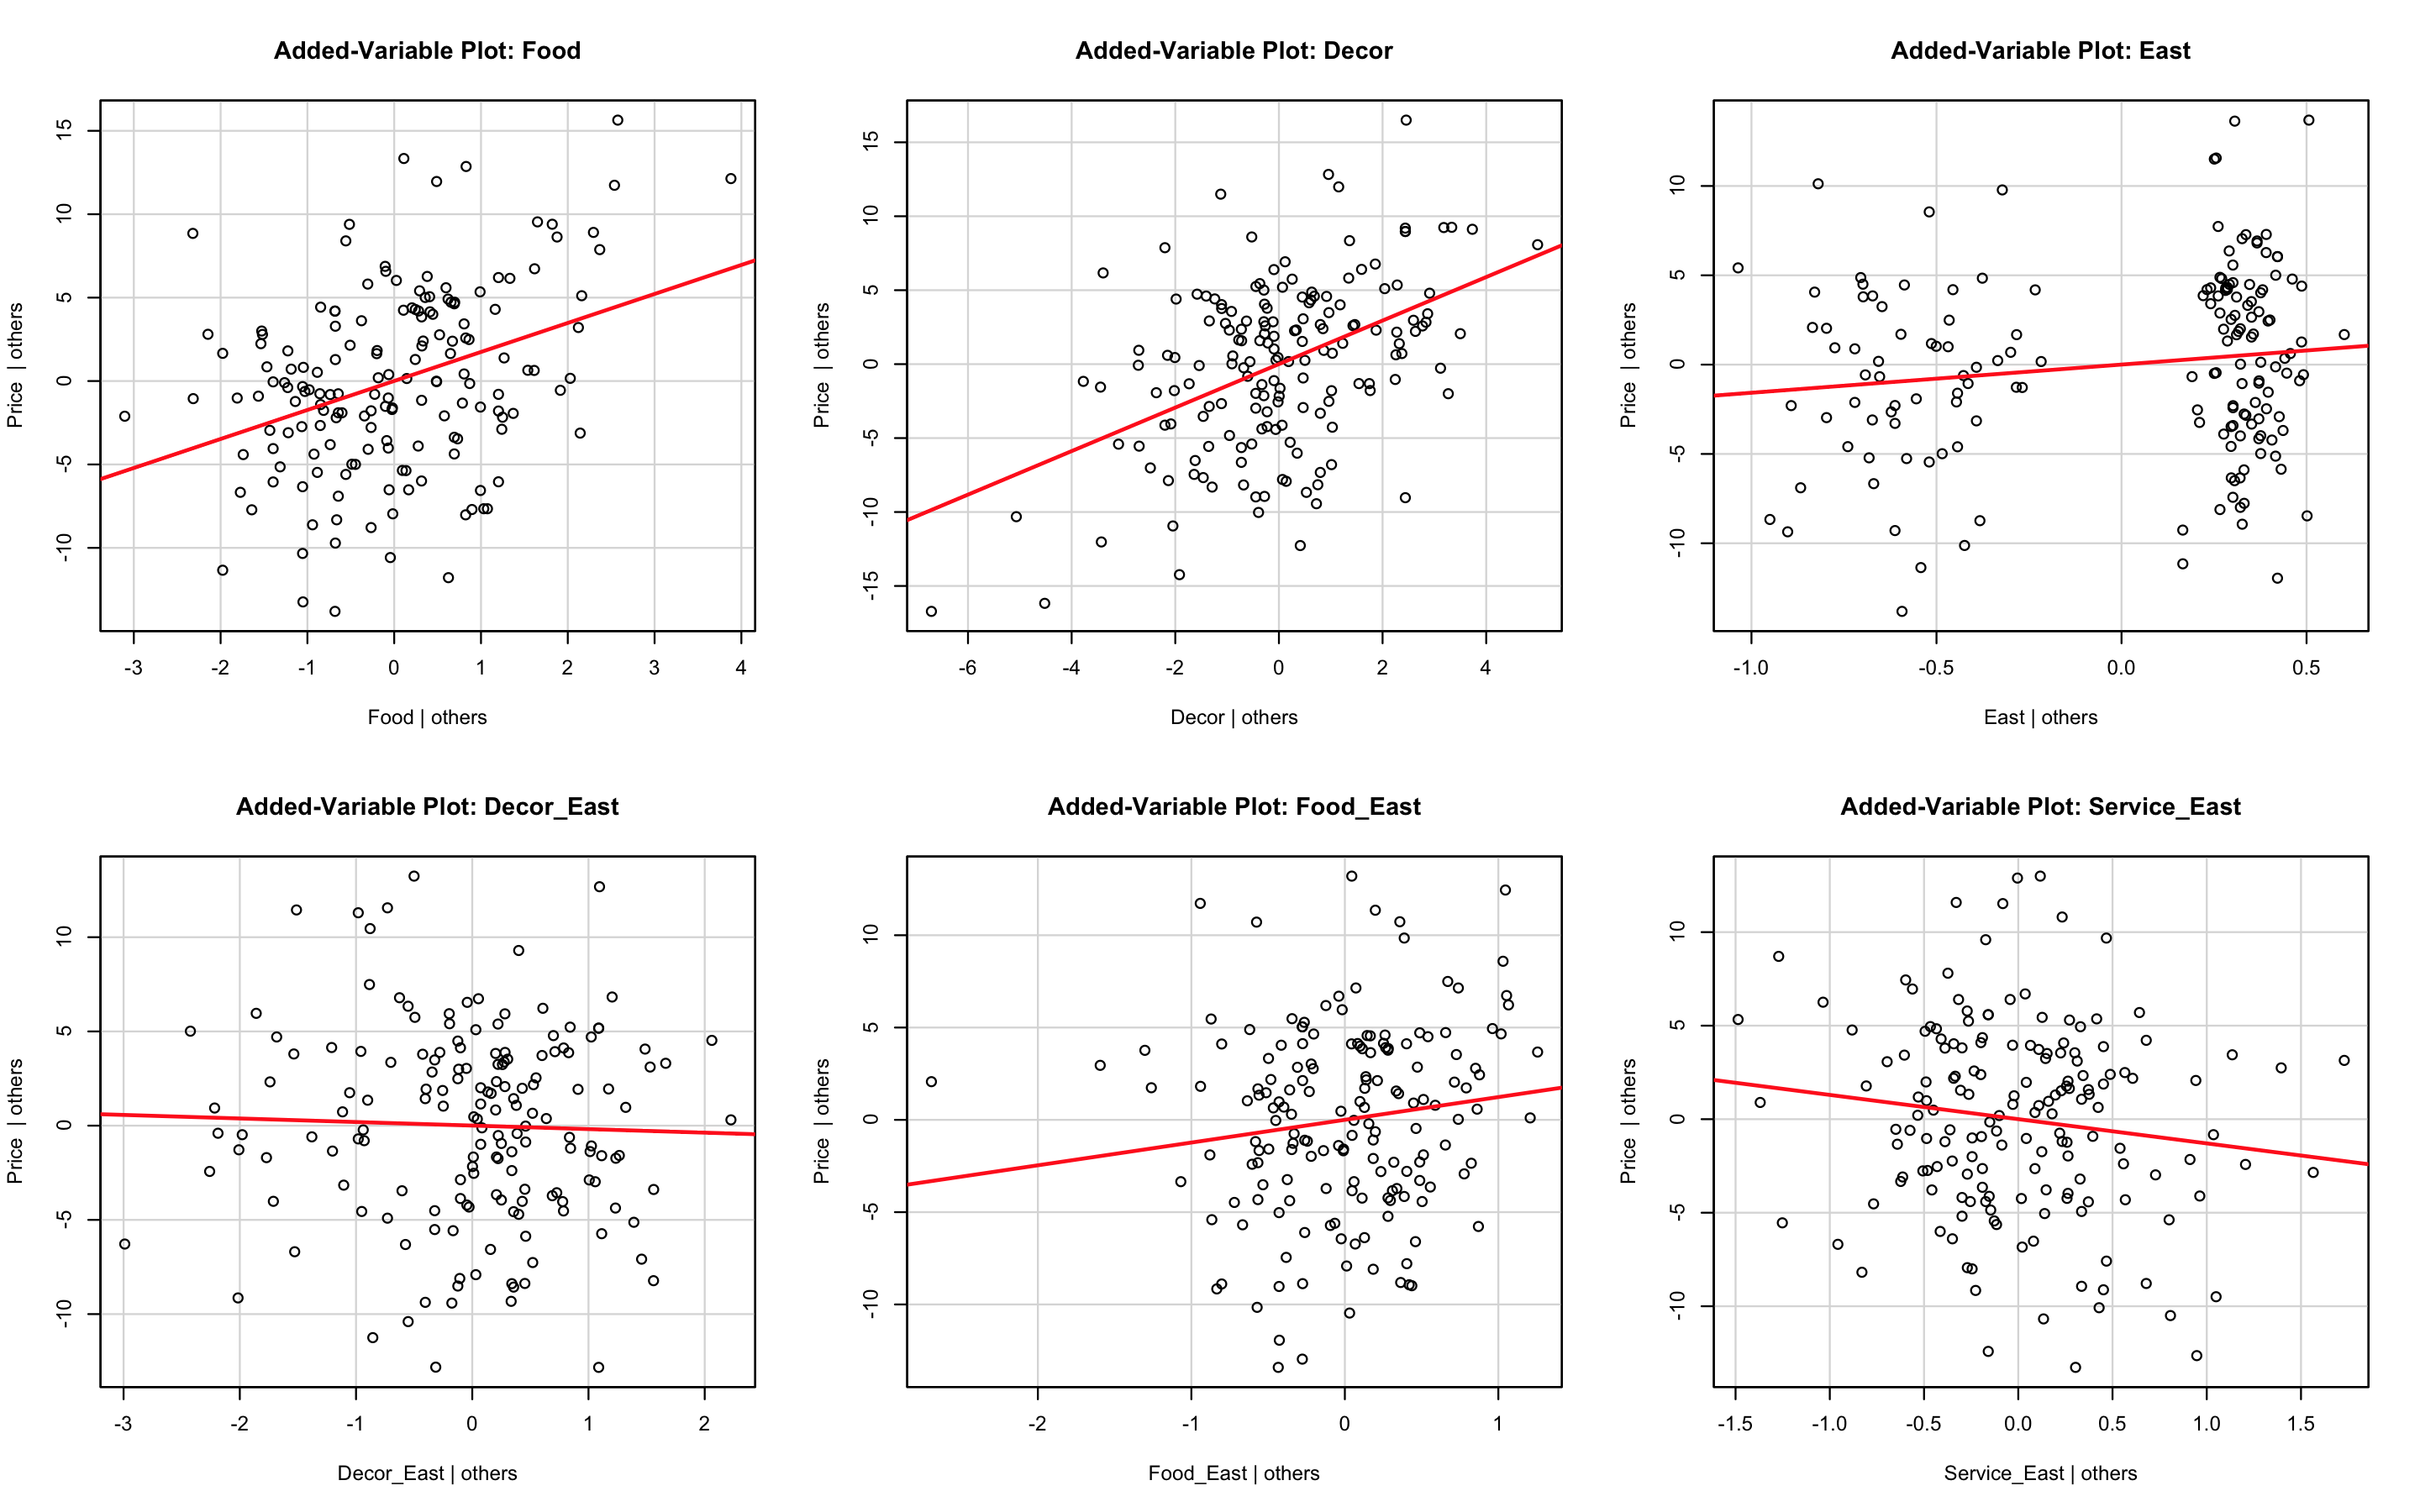 Added-Variable Plot: Food
Added-Variable Plot: Decor
Added-Variable Plot: East
15
10
5
0
-5
-10
Price | others
-3 -2 -1 0 1 2 3 4
Food | others
15
10
5
0
-5
-10
-15
Price | others
-6 -4 -2 0 2 4
Decor | others
10
5
0
-5
-10
Price | others
-1.0 -0.5 0.0 0.5
East | others
Added-Variable Plot: Decor_East
Added-Variable Plot: Food_East
Added-Variable Plot: Service_East
10
5
0
-5
-10
Price | others
-3 -2 -1 0 1 2
Decor_East | others
10
5
0
-5
-10
Price | others
-2 -1 0 1
Food_East | others
10
5
0
-5
-10
Price | others
-1.5 -1.0 -0.5 0.0 0.5 1.0 1.5
Service_East | others